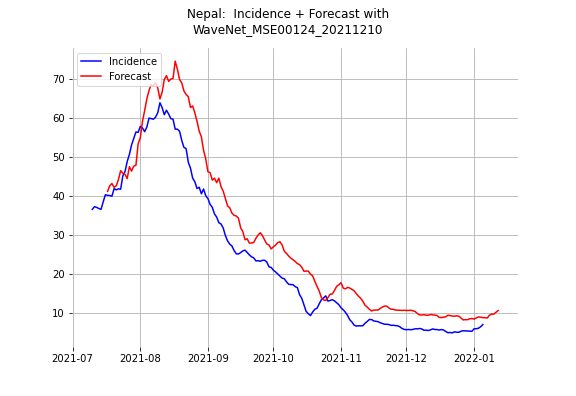 Nepal:  Incidence + Forecast with
WaveNet_MSE00124_20211210
Incidence
Forecast
70
60
50
40
30
20
10
2021-07 2021-08 2021-09 2021-10 2021-11 2021-12 2022-01